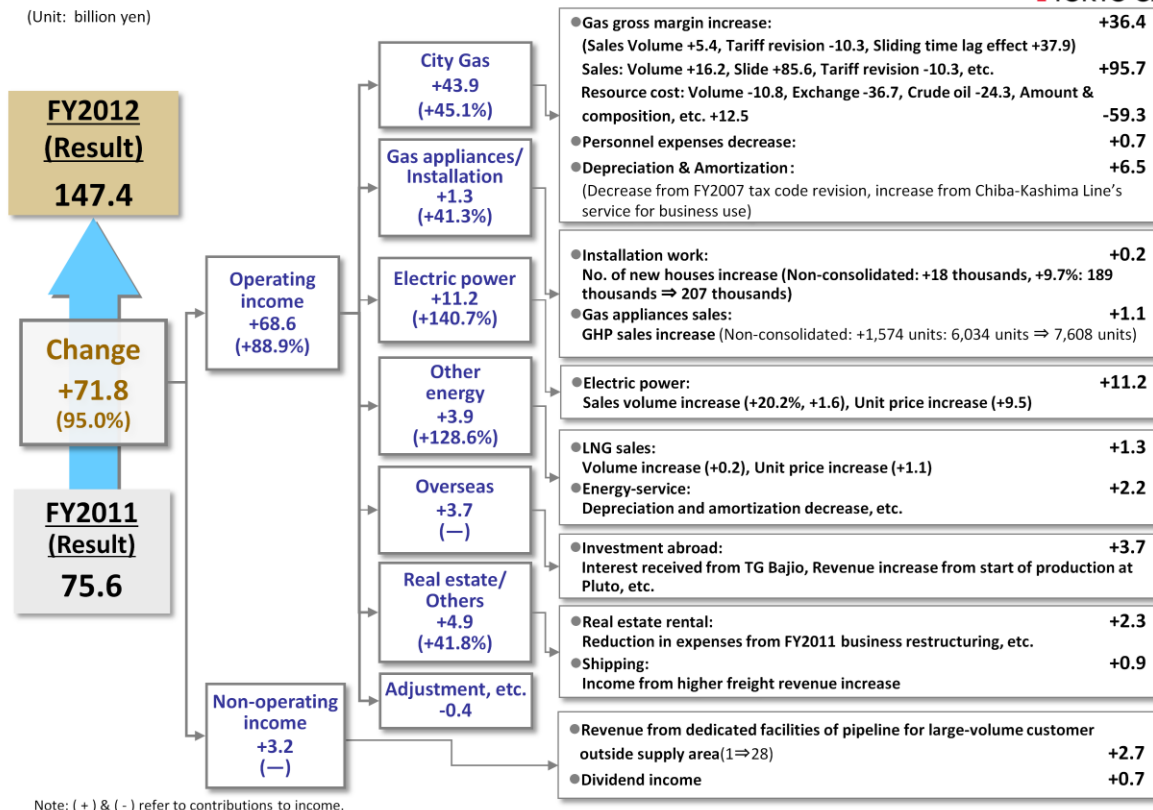 (Unit: billion yen)
FY2012
(Result)
147.4
Change
+71.8
(95.0%)
FY2011
(Result)
75.6
Operating
income
+68.6
(+88.9%)
Non-operating
income
+3.2
(—)
City Gas
+43.9
(+45.1%)
Gas appliances/
Installation
+1.3
(+41.3%)
Electric power
+11.2
(+140.7%)
Other
energy
+3.9
(+128.6%)
Overseas
+3.7
(—)
Real estate/
Others
+4.9
(+41.8%)
Adjustment, etc.
-0.4
●Gas gross margin increase: +36.4
(Sales Volume +5.4, Tariff revision -10.3, Sliding time lag effect +37.9)
Sales: Volume +16.2, Slide +85.6, Tariff revision -10.3, etc. +95.7
Resource cost: Volume -10.8, Exchange -36.7, Crude oil -24.3, Amount &
composition, etc. +12.5 -59.3
●Personnel expenses decrease: +0.7
●Depreciation & Amortization: +6.5
(Decrease from FY2007 tax code revision, increase from Chiba-Kashima Line's
service for business use)
●Installation work: +0.2
No. of new houses increase (Non-consolidated: +18 thousands, +9.7%: 189
thousands ⇒ 207 thousands)
●Gas appliances sales: +1.1
GHP sales increase (Non-consolidated: +1,574 units: 6,034 units ⇒ 7,608 units)
●Electric power: +11.2
Sales volume increase (+20.2%, +1.6), Unit price increase (+9.5)
●LNG sales: +1.3
Volume increase (+0.2), Unit price increase (+1.1)
●Energy-service: +2.2
Depreciation and amortization decrease, etc.
●Investment abroad: +3.7
Interest received from TG Bajio, Revenue increase from start of production at
Pluto, etc.
●Real estate rental: +2.3
Reduction in expenses from FY2011 business restructuring, etc.
●Shipping: +0.9
Income from higher freight revenue increase
●Revenue from dedicated facilities of pipeline for large-volume customer
outside supply area(1⇒28) +2.7
●Dividend income +0.7
Note: ( + ) & ( - ) refer to contributions to income.